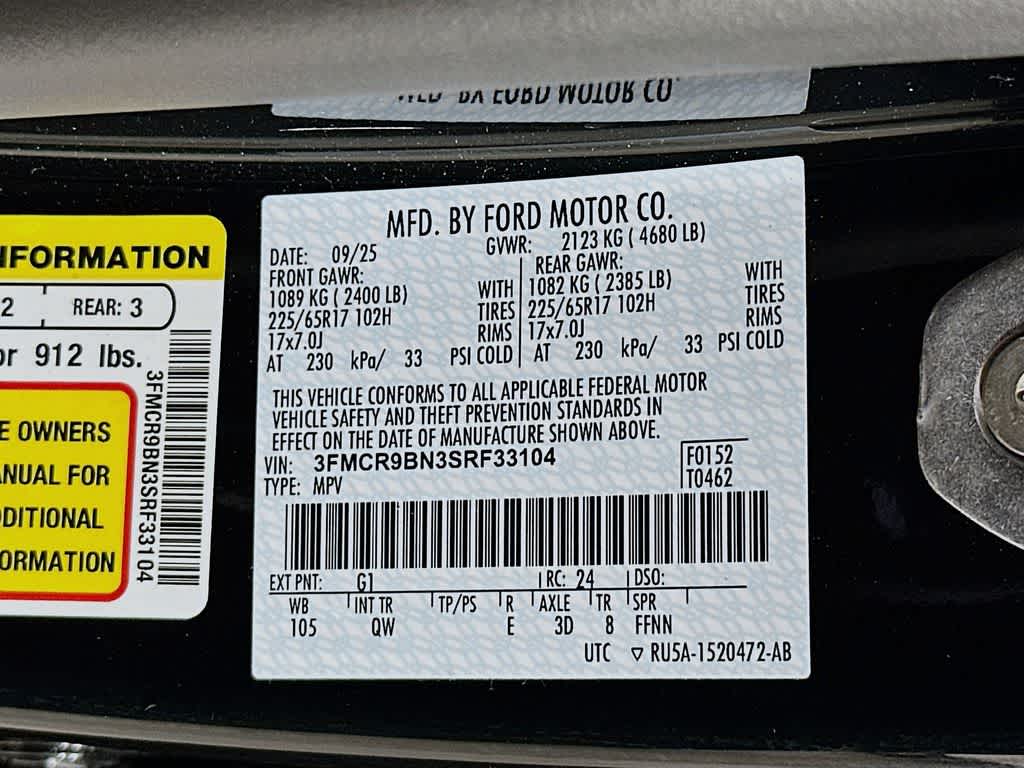 MFD. BY FORD MOTOR CO
INFORMATION
2 REAR: 3
or 912 lbs.
OWNERS
MANUAL FOR
ADDITIONAL
INFORMATION
3FMCR9BN3SRF33104
MFD. BY FORD MOTOR CO.
DATE: 09/25 GVWR: 2123 KG ( 4680 LB)
FRONT GAWR: REAR GAWR:
1089 KG ( 2400 LB) WITH 1082 KG ( 2385 LB) WITH
225/65R17 102H TIRES 225/65R17 102H TIRES
17x7.0J RIMS 17x7.0J RIMS
AT 230 kPa/ 33 PSI COLD AT 230 kPa/ 33 PSI COLD
THIS VEHICLE CONFORMS TO ALL APPLICABLE FEDERAL MOTOR
VEHICLE SAFETY AND THEFT PREVENTION STANDARDS IN
EFFECT ON THE DATE OF MANUFACTURE SHOWN ABOVE.
VIN: 3FMCR9BN3SRF33104 F0152
TYPE: MPV T0462
EXT PNT: G1 RC: 24 DSO:
WB INT TR TP/PS R AXLE TR SPR
105 QW E 3D 8 FFNN
UTC ▽ RU5A-1520472-AB